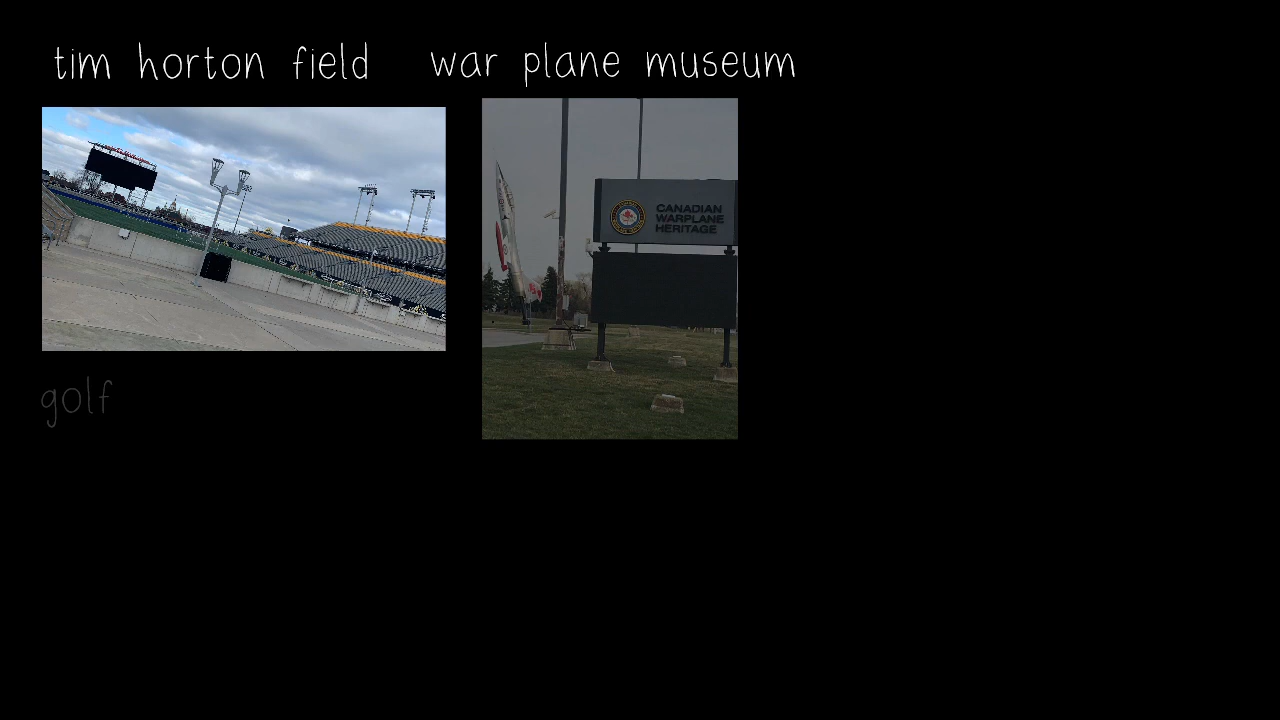 tim horton field
war plane museum
CANADIAN
WARPLANE
HERITAGE
golf